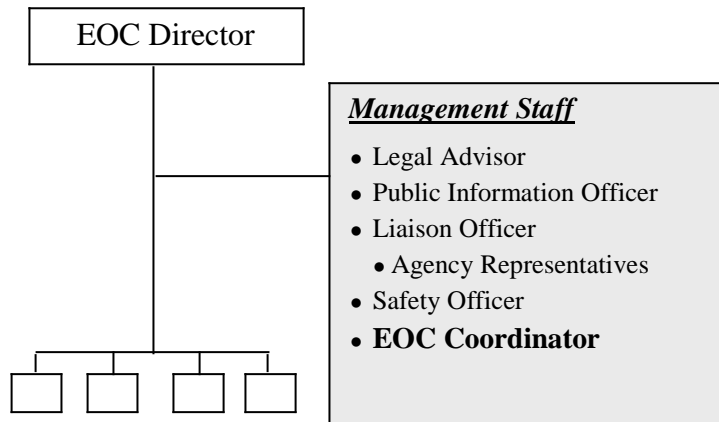 EOC Director
Management Staff
• Legal Advisor
• Public Information Officer
• Liaison Officer
• Agency Representatives
• Safety Officer
• EOC Coordinator